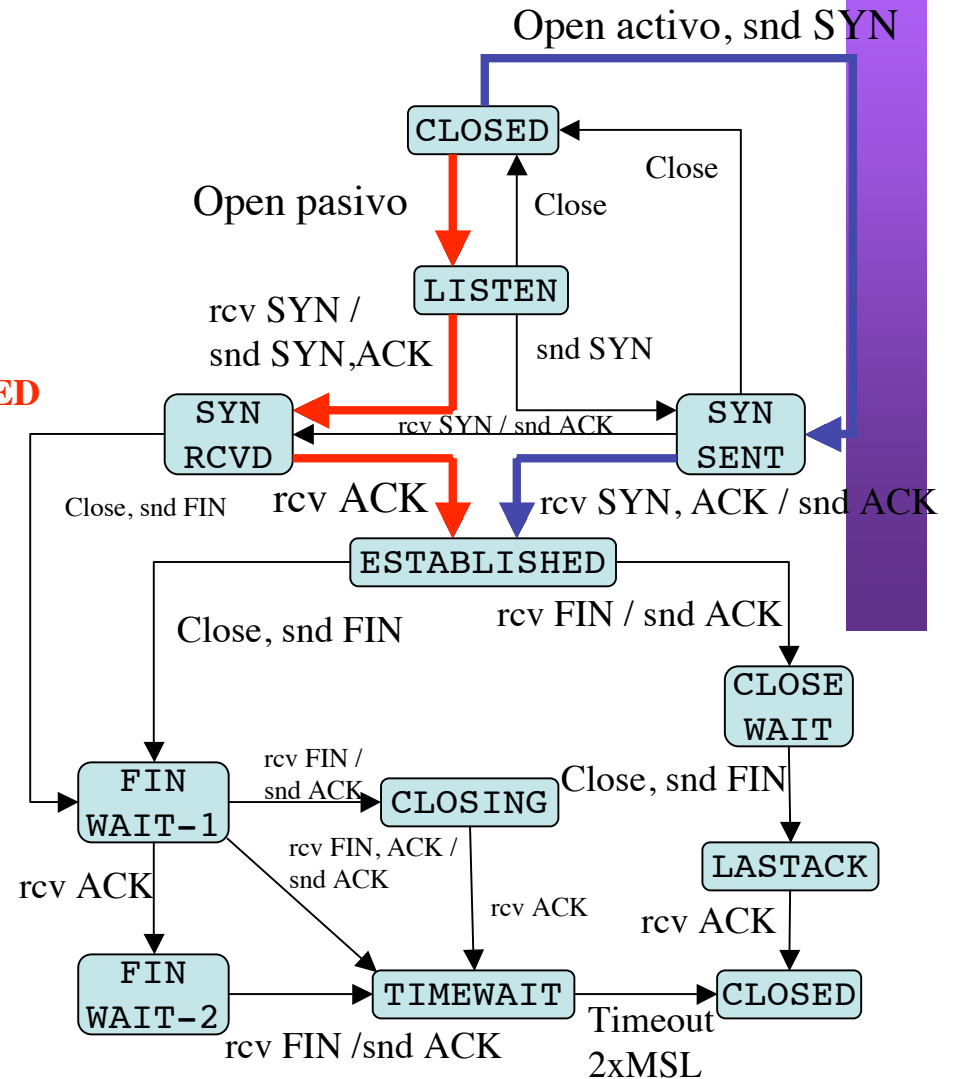 Open activo, snd SYN
CLOSED
Close
Open pasivo
Close
LISTEN
rcv SYN /
snd SYN,ACK
snd SYN
ED
SYN
RCVD
rcv SYN / snd ACK
SYN
SENT
Close, snd FIN
rcv ACK
rcv SYN, ACK / snd ACK
ESTABLISHED
Close, snd FIN
rcv FIN / snd ACK
CLOSE
WAIT
FIN
WAIT-1
rcv FIN /
snd ACK
CLOSING
Close, snd FIN
rcv FIN, ACK /
snd ACK
LASTACK
rcv ACK
rcv ACK
rcv ACK
FIN
WAIT-2
TIMEWAIT
CLOSED
rcv FIN /snd ACK
Timeout
2xMSL